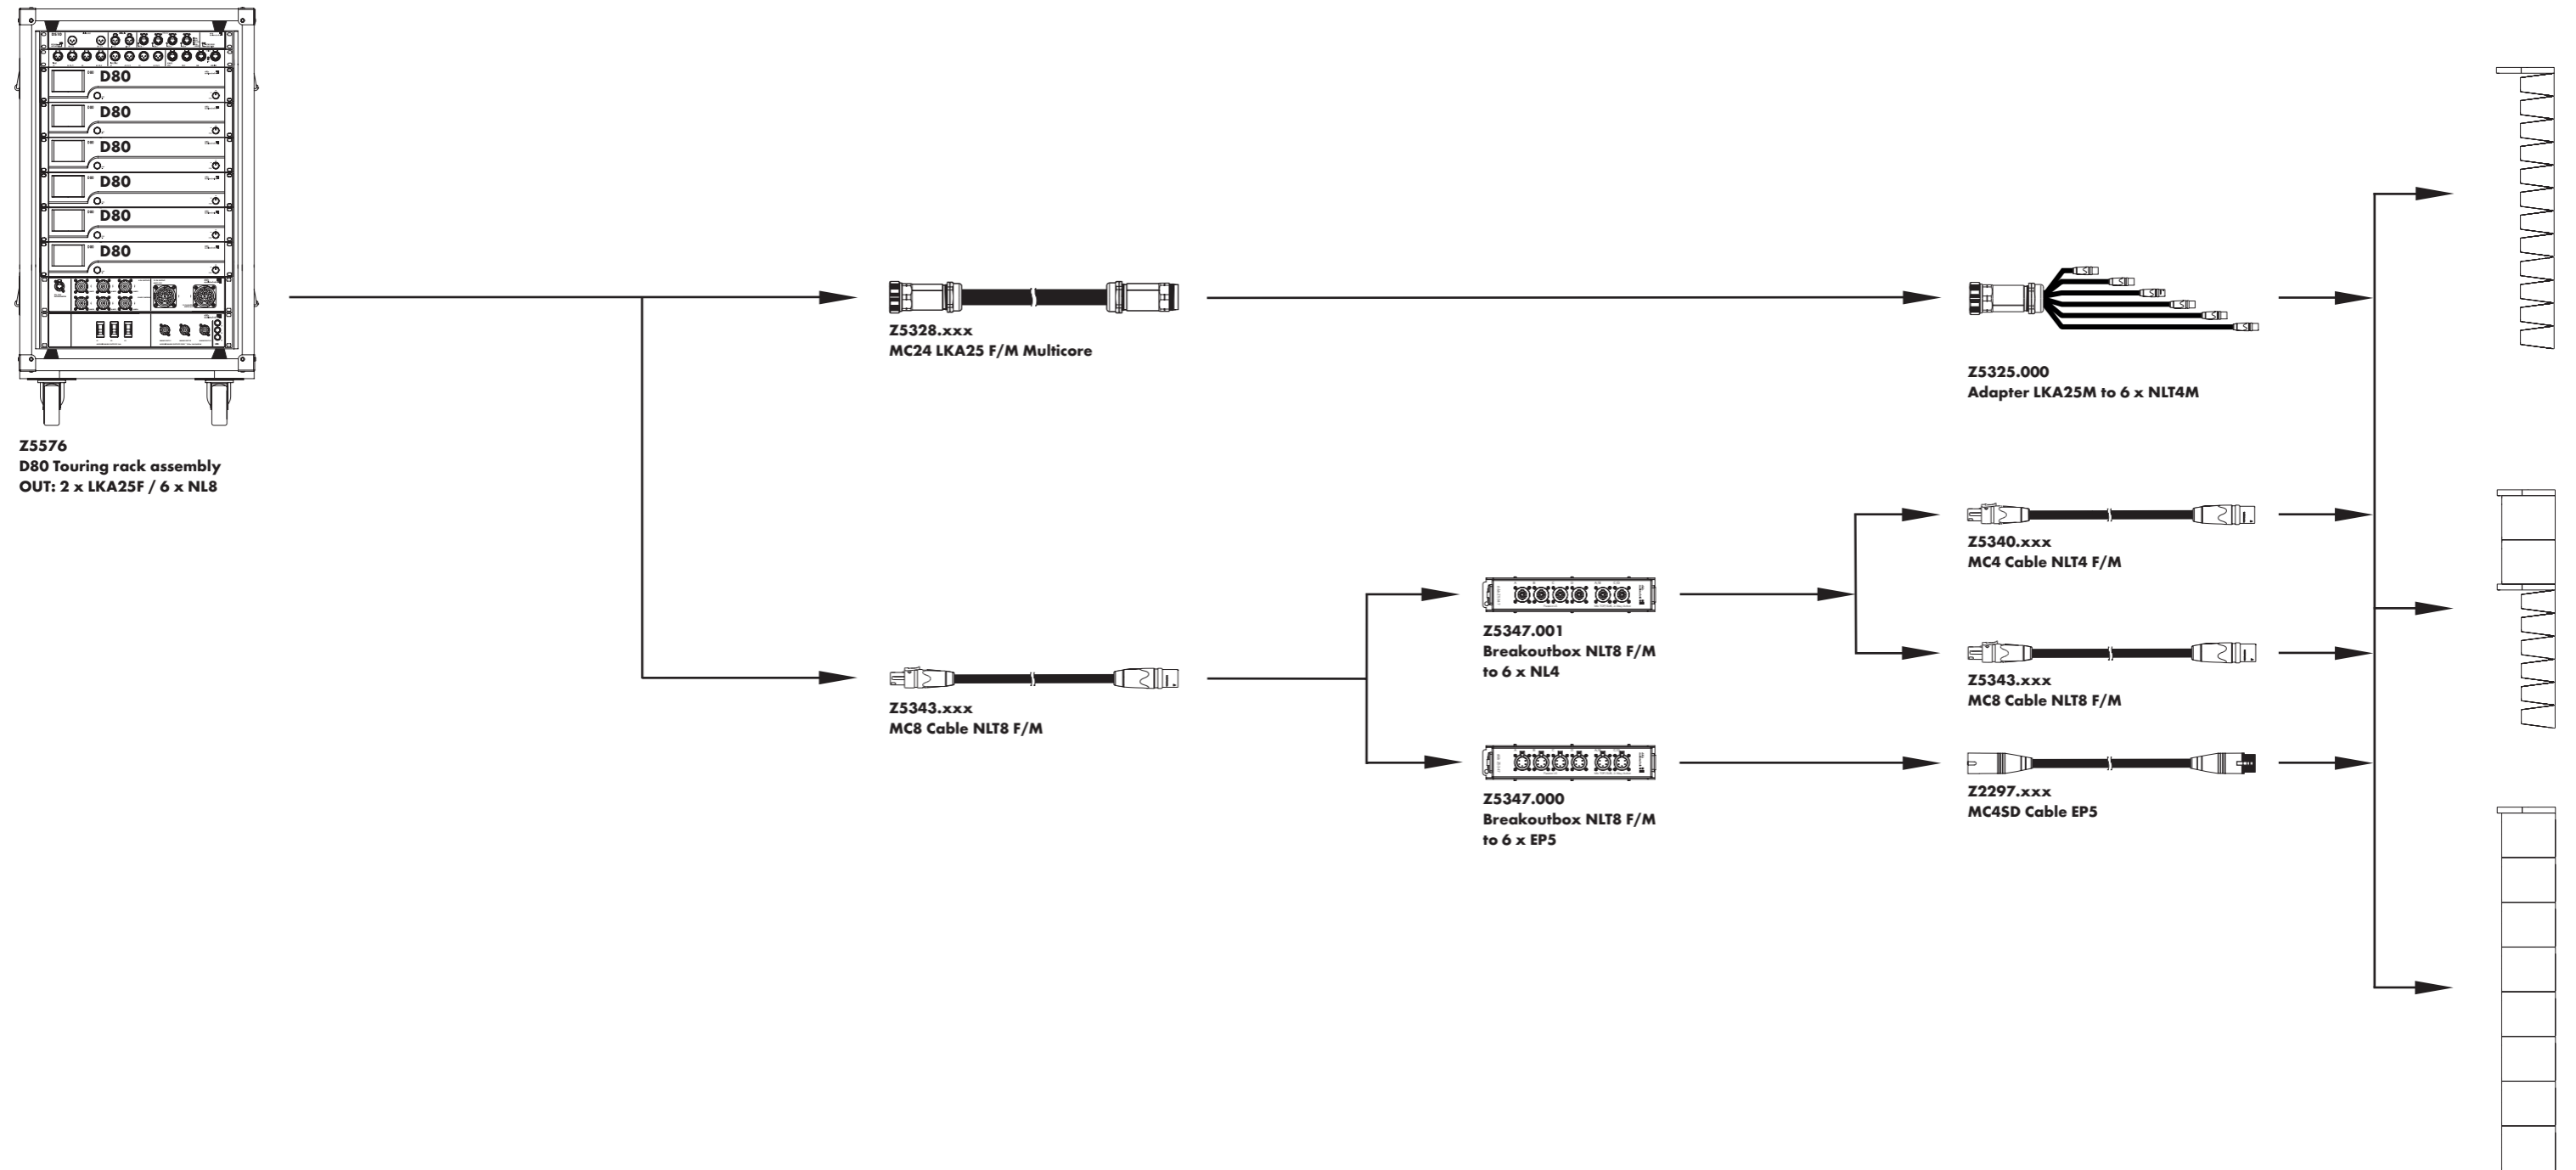 D80
D80
D80
D80
D80
D80
Z5576
D80 Touring rack assembly
OUT: 2 x LKA25F / 6 x NL8
Z5328.xxx
MC24 LKA25 F/M Multicore
Z5325.000
Adapter LKA25M to 6 x NLT4M
Z5340.xxx
MC4 Cable NLT4 F/M
Z5347.001
Breakoutbox NLT8 F/M
to 6 x NL4
Z5343.xxx
MC8 Cable NLT8 F/M
Z5343.xxx
MC8 Cable NLT8 F/M
Z5347.000
Breakoutbox NLT8 F/M
to 6 x EP5
Z2297.xxx
MC4SD Cable EP5